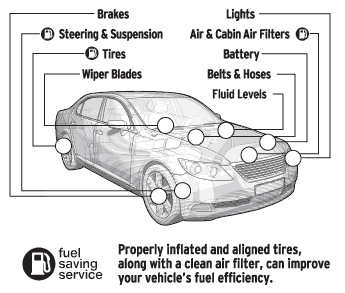 Brakes
Steering & Suspension
Tires
Wiper Blades
Lights
Air & Cabin Air Filters
Battery
Belts & Hoses
Fluid Levels
fuel
saving
service
Properly inflated and aligned tires,
along with a clean air filter, can improve
your vehicle's fuel efficiency.